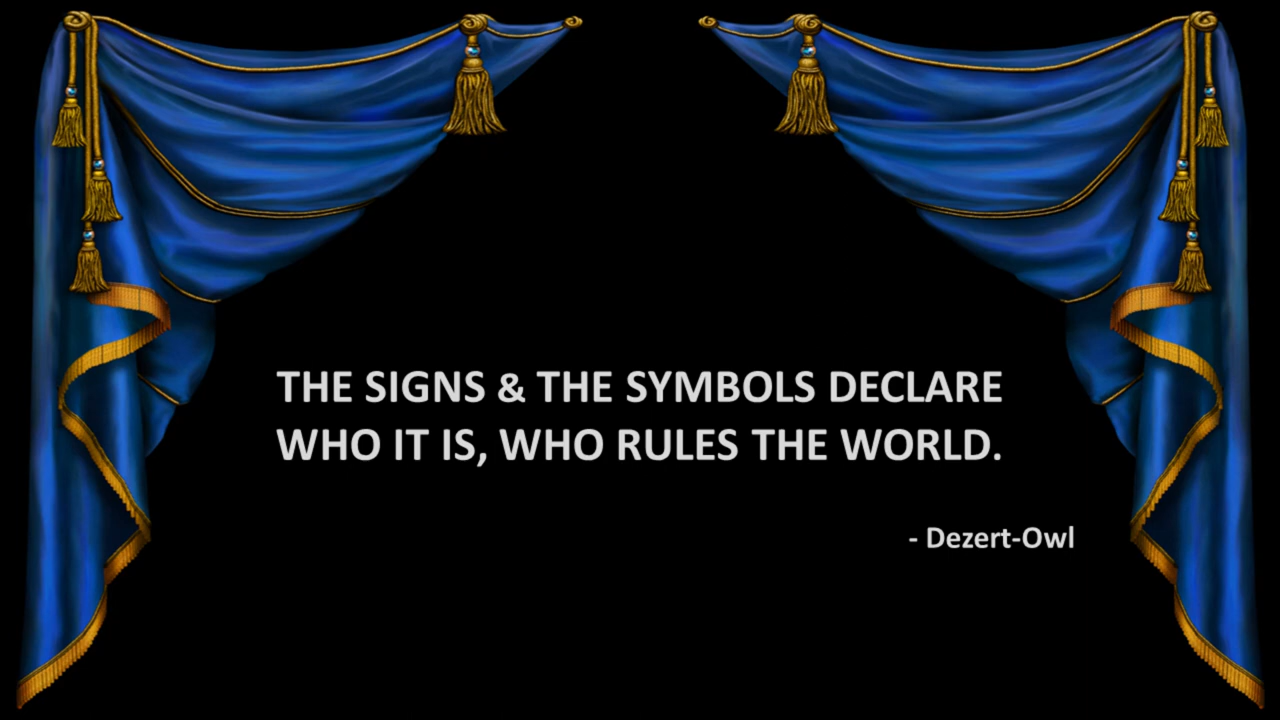 THE SIGNS & THE SYMBOLS DECLARE
WHO IT IS, WHO RULES THE WORLD.
- Dezert-Owl